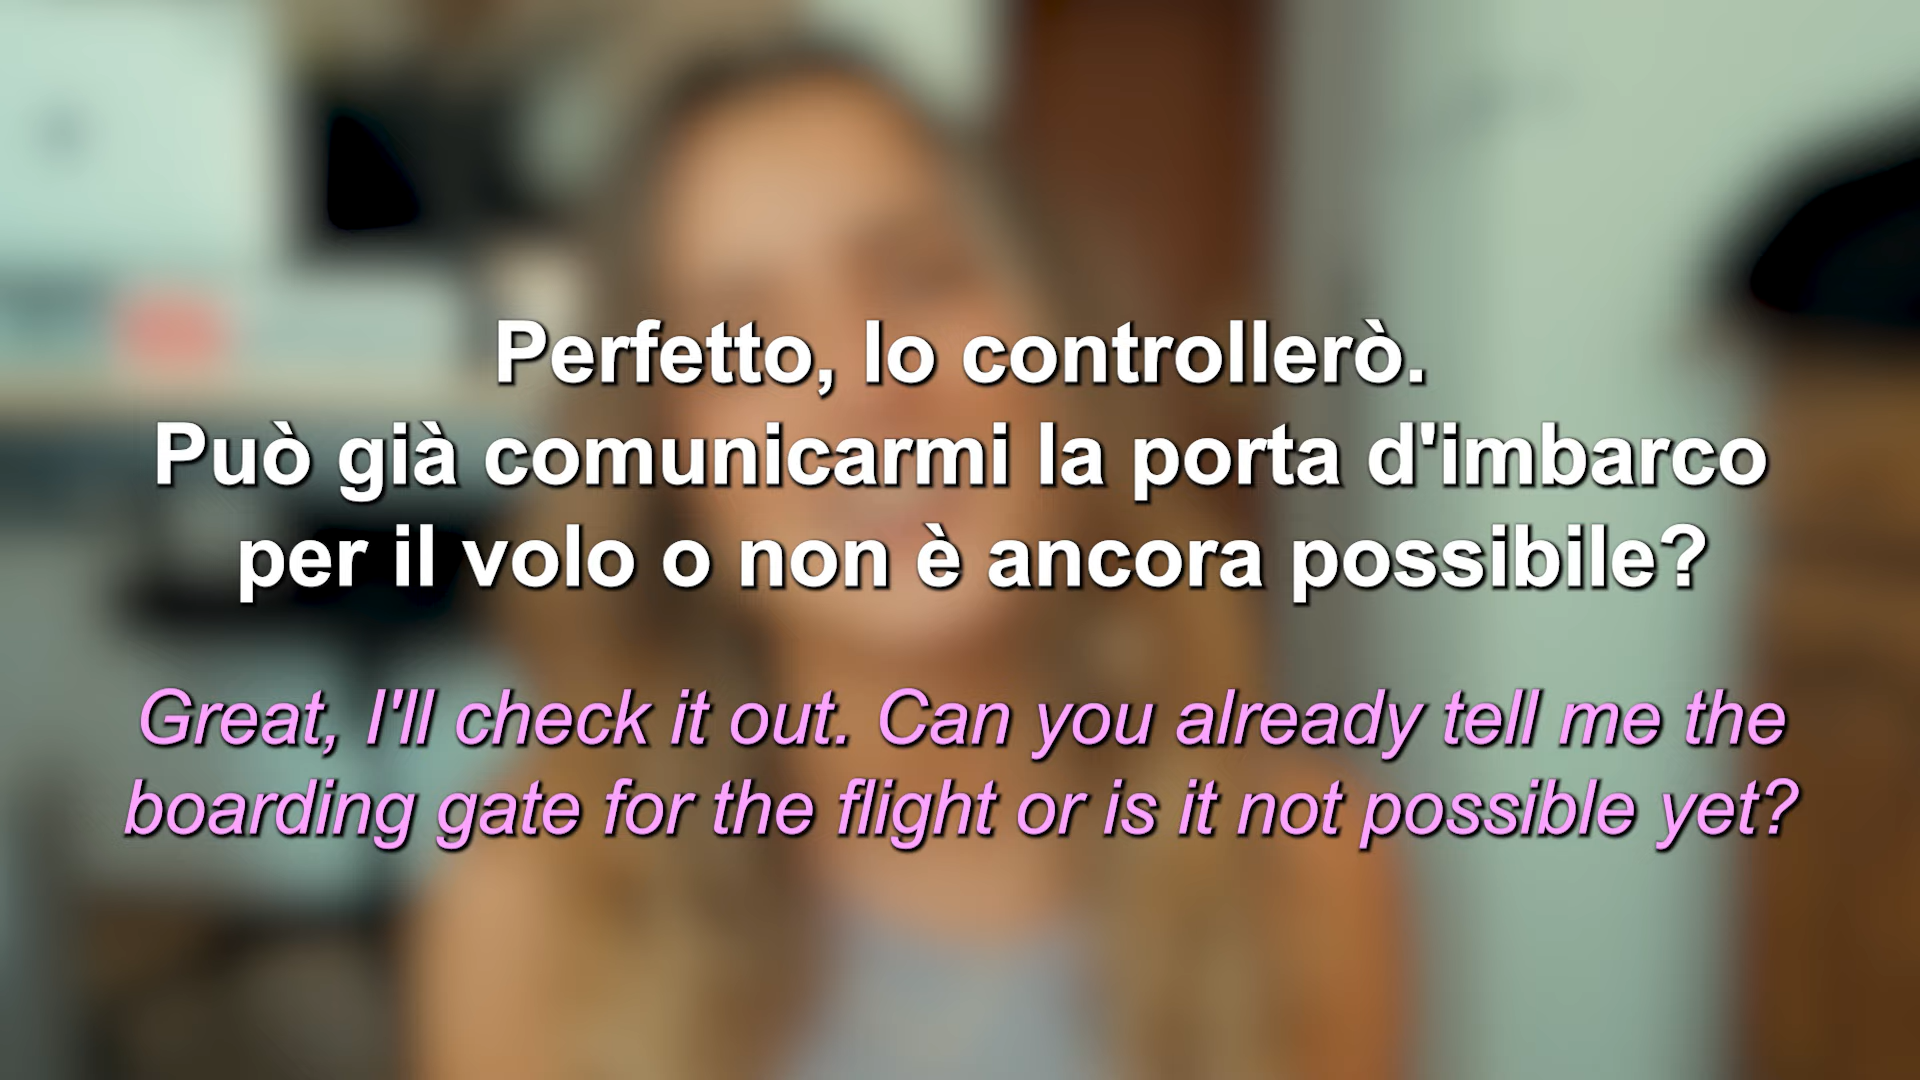 Perfetto, lo controllerò.
Può già comunicarmi la porta d'imbarco
per il volo o non è ancora possibile?
Great, I'll check it out. Can you already tell me the
boarding gate for the flight or is it not possible yet?